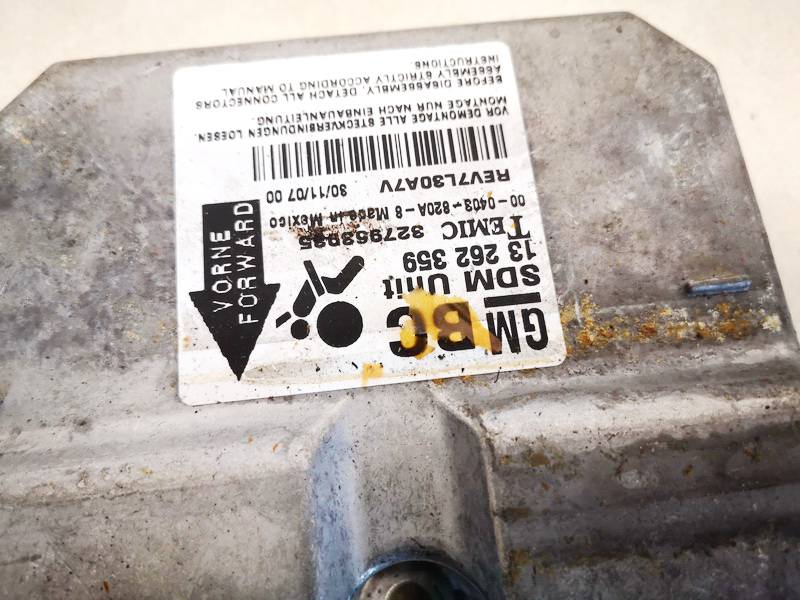 GM BC
SDM Unit
13 262 359
TEMIC 327963935
00-0403-820A-8 Made in Mexico
REV7L30A7V
30/11/07 00
VORNE
FORWARD
VOR DEMONTAGE ALLE STECKVERBINDUNGEN LOESEN.
MONTAGE NUR NACH EINBAUANLEITUNG.
BEFORE DISASSEMBLY, DETACH ALL CONNECTORS
ASSEMBLY STRICTLY ACCORDING TO MANUAL
INSTRUCTIONS.